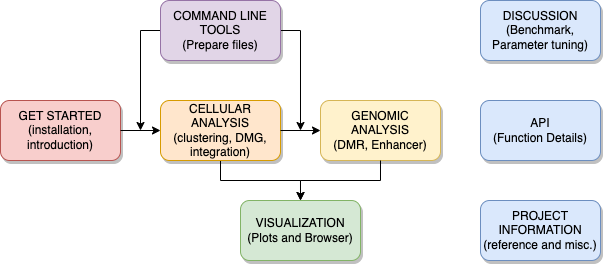 COMMAND LINE
TOOLS
(Prepare files)
DISCUSSION
(Benchmark,
Parameter tuning)
GET STARTED
(installation,
introduction)
CELLULAR
ANALYSIS
(clustering, DMG,
integration)
GENOMIC
ANALYSIS
(DMR, Enhancer)
API
(Function Details)
VISUALIZATION
(Plots and Browser)
PROJECT
INFORMATION
(reference and misc.)